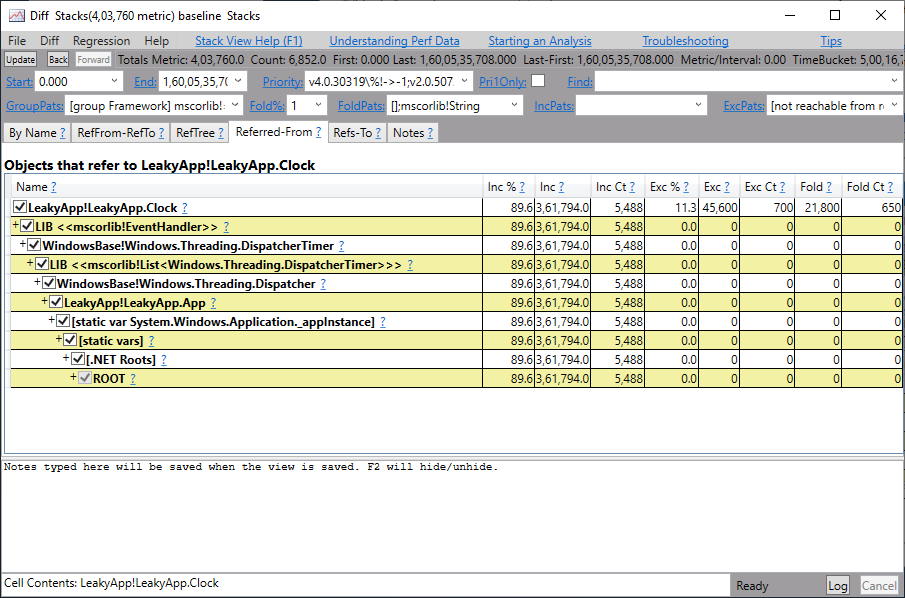 Diff Stacks(4,03,760 metric) baseline Stacks
File Diff Regression Help Stack View Help (F1) Understanding Perf Data Starting an Analysis Troubleshooting Tips
Update Back Forward Totals Metric: 4,03,760.0 Count: 6,852.0 First: 0.000 Last: 1,60,05,35,708.000 Last-First: 1,60,05,35,708.000 Metric/Interval: 0.00 TimeBucket: 5,00,16,7
Start: 0.000 End: 1,60,05,35,7( Priority: v4.0.30319\%!->-1;v2.0.507. Pri1Only: Find:
GroupPats: [group Framework] mscorlib!: Fold%: 1 FoldPats: [];mscorlib!String IncPats: ExcPats: [not reachable from r
By Name ? RefFrom-RefTo ? RefTree ? Referred-From ? Refs-To ? Notes ?
Objects that refer to LeakyApp!LeakyApp.Clock
Name ? Inc % ? Inc ? Inc Ct ? Exc % ? Exc ? Exc Ct ? Fold ? Fold Ct ?
LeakyApp!LeakyApp.Clock ? 89.6 3,61,794.0 5,488 11.3 45,600 700 21,800 650
+ LIB <<mscorlib!EventHandler>> ? 89.6 3,61,794.0 5,488 0.0 0 0 0 0
+ WindowsBase!Windows.Threading.DispatcherTimer ? 89.6 3,61,794.0 5,488 0.0 0 0 0 0
+ LIB <<mscorlib!List<Windows.Threading.DispatcherTimer>>> ? 89.6 3,61,794.0 5,488 0.0 0 0 0 0
+ WindowsBase!Windows.Threading.Dispatcher ? 89.6 3,61,794.0 5,488 0.0 0 0 0 0
+ LeakyApp!LeakyApp.App ? 89.6 3,61,794.0 5,488 0.0 0 0 0 0
+ [static var System.Windows.Application._appInstance] ? 89.6 3,61,794.0 5,488 0.0 0 0 0 0
+ [static vars] ? 89.6 3,61,794.0 5,488 0.0 0 0 0 0
+ [.NET Roots] ? 89.6 3,61,794.0 5,488 0.0 0 0 0 0
+ ROOT ? 89.6 3,61,794.0 5,488 0.0 0 0 0 0
Notes typed here will be saved when the view is saved. F2 will hide/unhide.
Cell Contents: LeakyApp!LeakyApp.Clock Ready Log Cancel